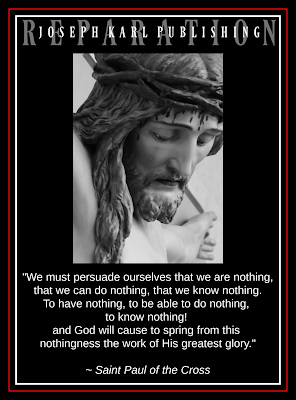 REPARATION
JOSEPH KARL PUBLISHING
"We must persuade ourselves that we are nothing,
that we can do nothing, that we know nothing.
To have nothing, to be able to do nothing,
to know nothing!
and God will cause to spring from this
nothingness the work of His greatest glory."
~ Saint Paul of the Cross